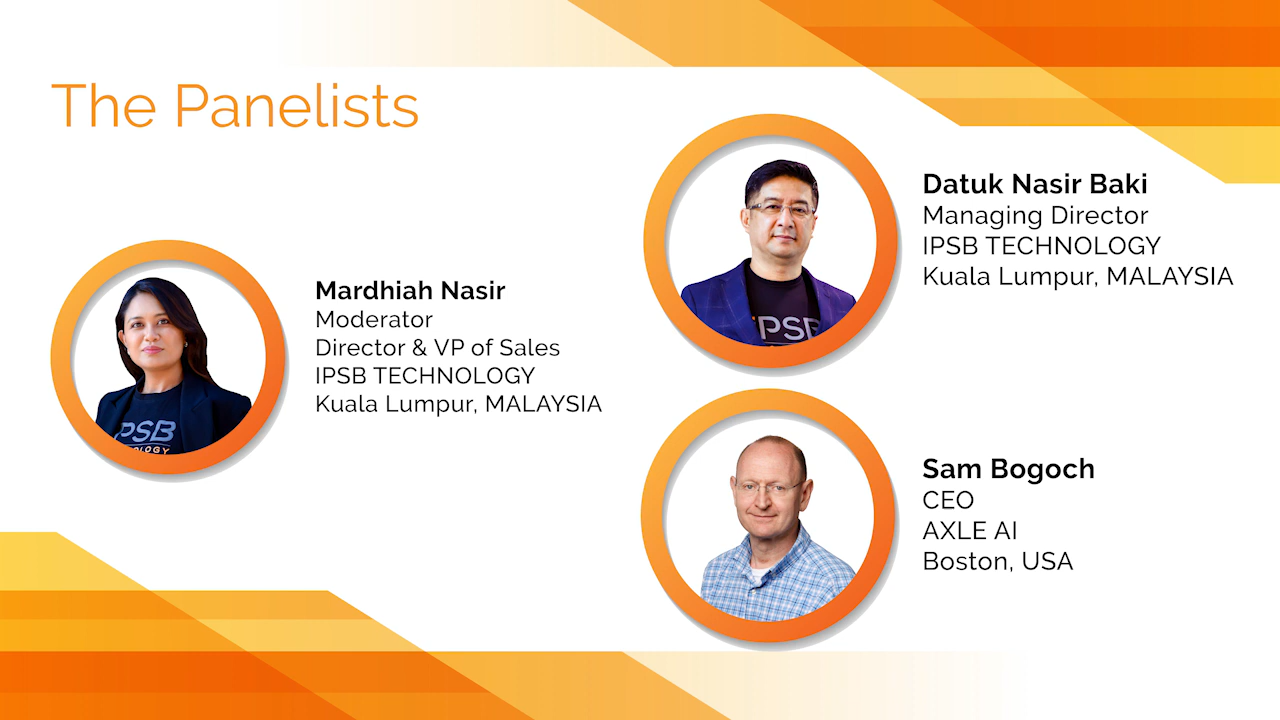 The Panelists
Mardhiah Nasir
Moderator
Director & VP of Sales
IPSB TECHNOLOGY
Kuala Lumpur, MALAYSIA
Datuk Nasir Baki
Managing Director
IPSB TECHNOLOGY
Kuala Lumpur, MALAYSIA
IPSB
Sam Bogoch
CEO
AXLE AI
Boston, USA